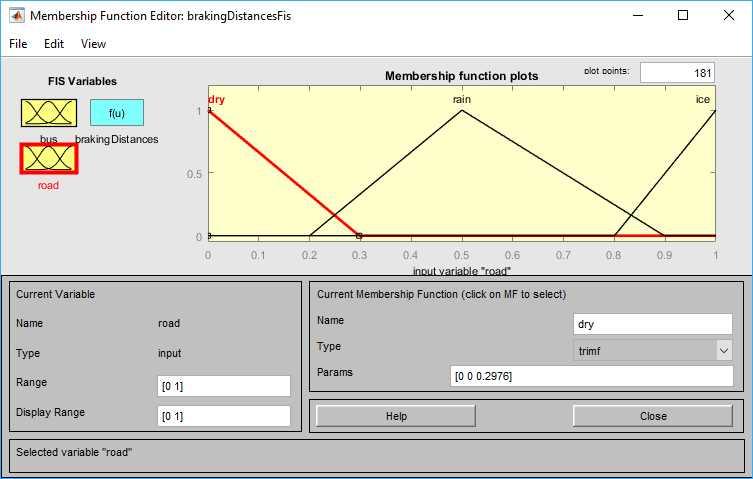 Membership Function Editor: brakingDistancesFis
File Edit View
FIS Variables
Membership function plots
plot points: 181
f(u)
bus brakingDistances
road
dry rain ice
1
0.5
0
0 0.1 0.2 0.3 0.4 0.5 0.6 0.7 0.8 0.9 1
input variable "road"
Current Variable
Name road
Type input
Range [0 1]
Display Range [0 1]
Current Membership Function (click on MF to select)
Name dry
Type trimf
Params [0 0 0.2976]
Help Close
Selected variable "road"